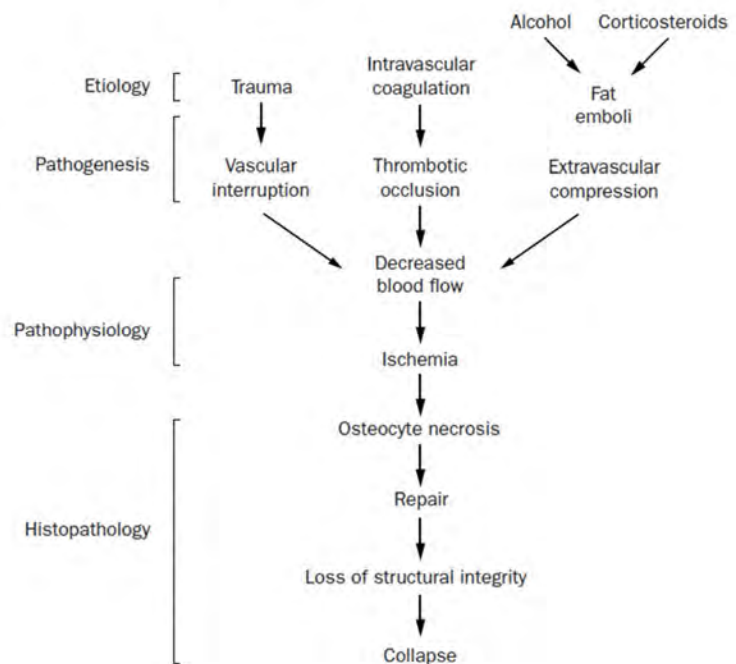 Alcohol Corticosteroids
Etiology
Trauma
Intravascular
coagulation
Fat
emboli
Pathogenesis
Vascular
interruption
Thrombotic
occlusion
Extravascular
compression
Decreased
blood flow
Pathophysiology
Ischemia
Osteocyte necrosis
Repair
Histopathology
Loss of structural integrity
Collapse